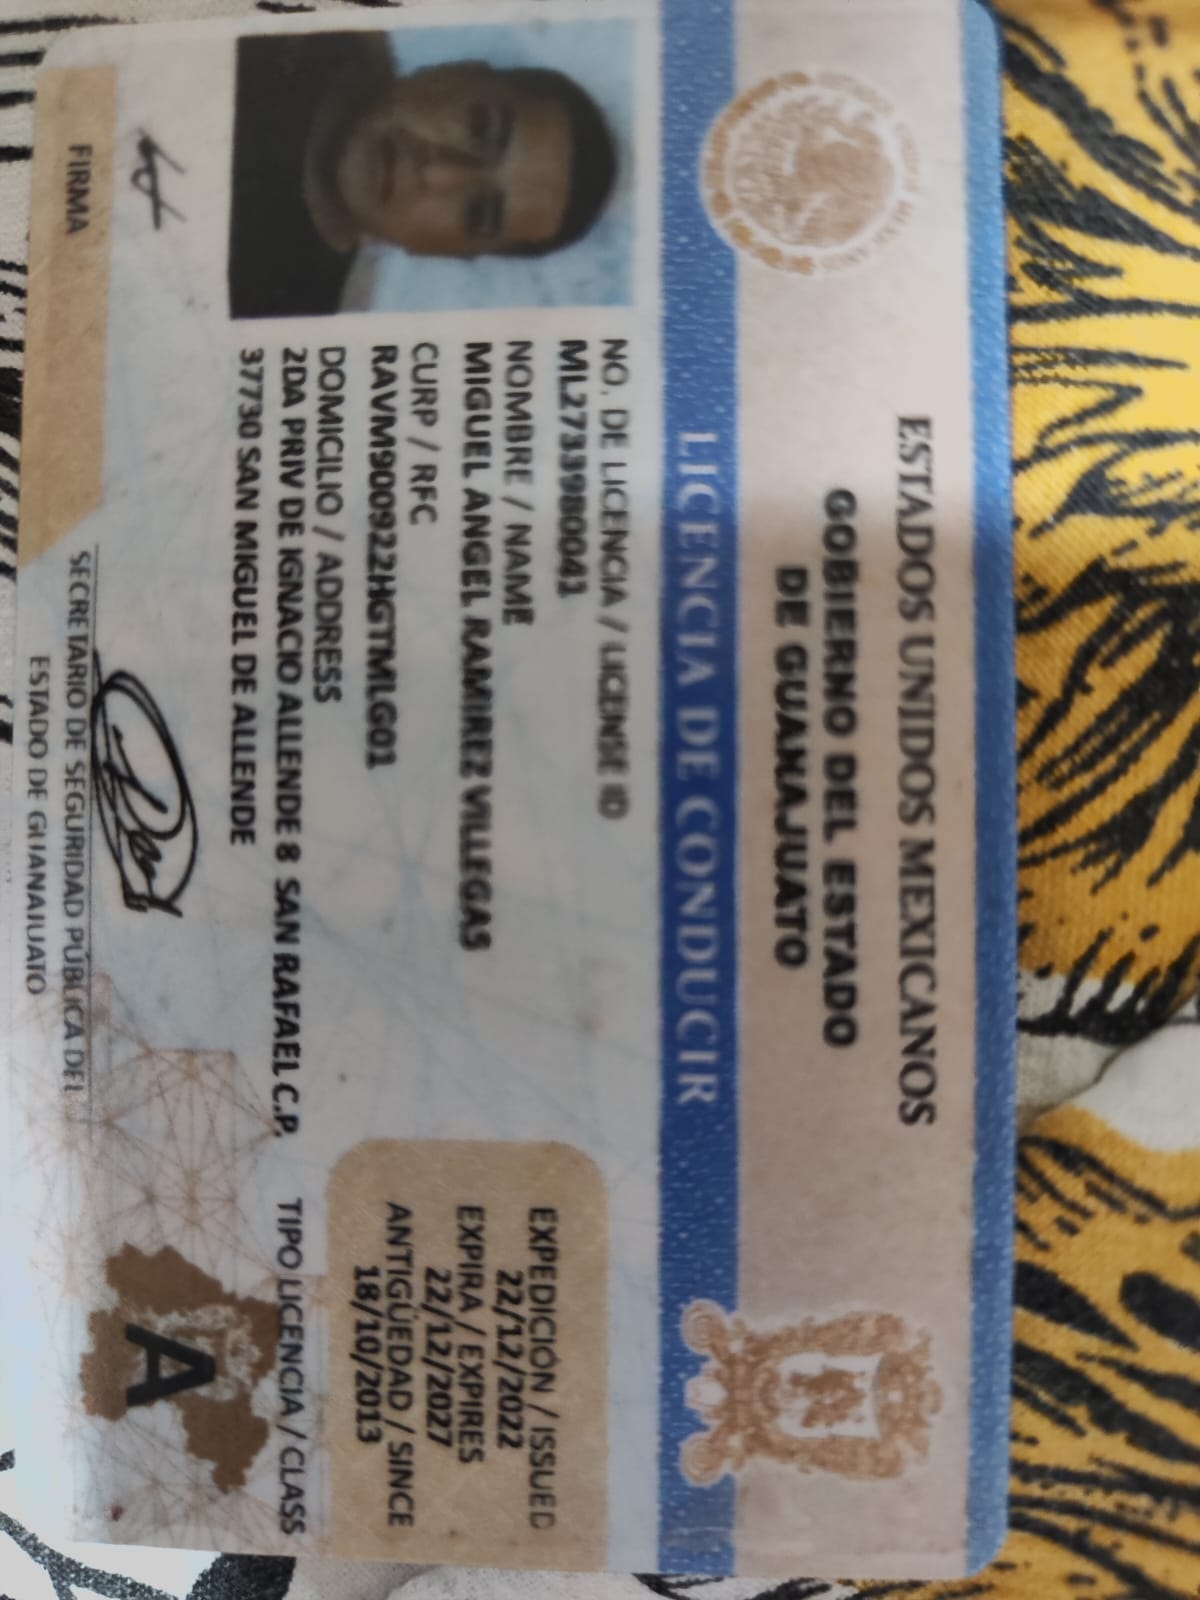 ESTADOS UNIDOS MEXICANOS
GOBIERNO DEL ESTADO
DE GUANAJUATO
LICENCIA DE CONDUCIR
NO. DE LICENCIA / LICENSE ID
ML27339B0041
NOMBRE / NAME
MIGUEL ANGEL RAMIREZ VILLEGAS
CURP / RFC
RAVM900922HGTMLG01
DOMICILIO / ADDRESS
2DA PRIV DE IGNACIO ALLENDE 8 SAN RAFAEL C.P.
37730 SAN MIGUEL DE ALLENDE
EXPEDICIÓN / ISSUED
22/12/2022
EXPIRA / EXPIRES
22/12/2027
ANTIGÜEDAD / SINCE
18/10/2013
TIPO LICENCIA / CLASS
A
FIRMA
SECRETARIO DE SEGURIDAD PÚBLICA DEL
ESTADO DE GUANAJUATO